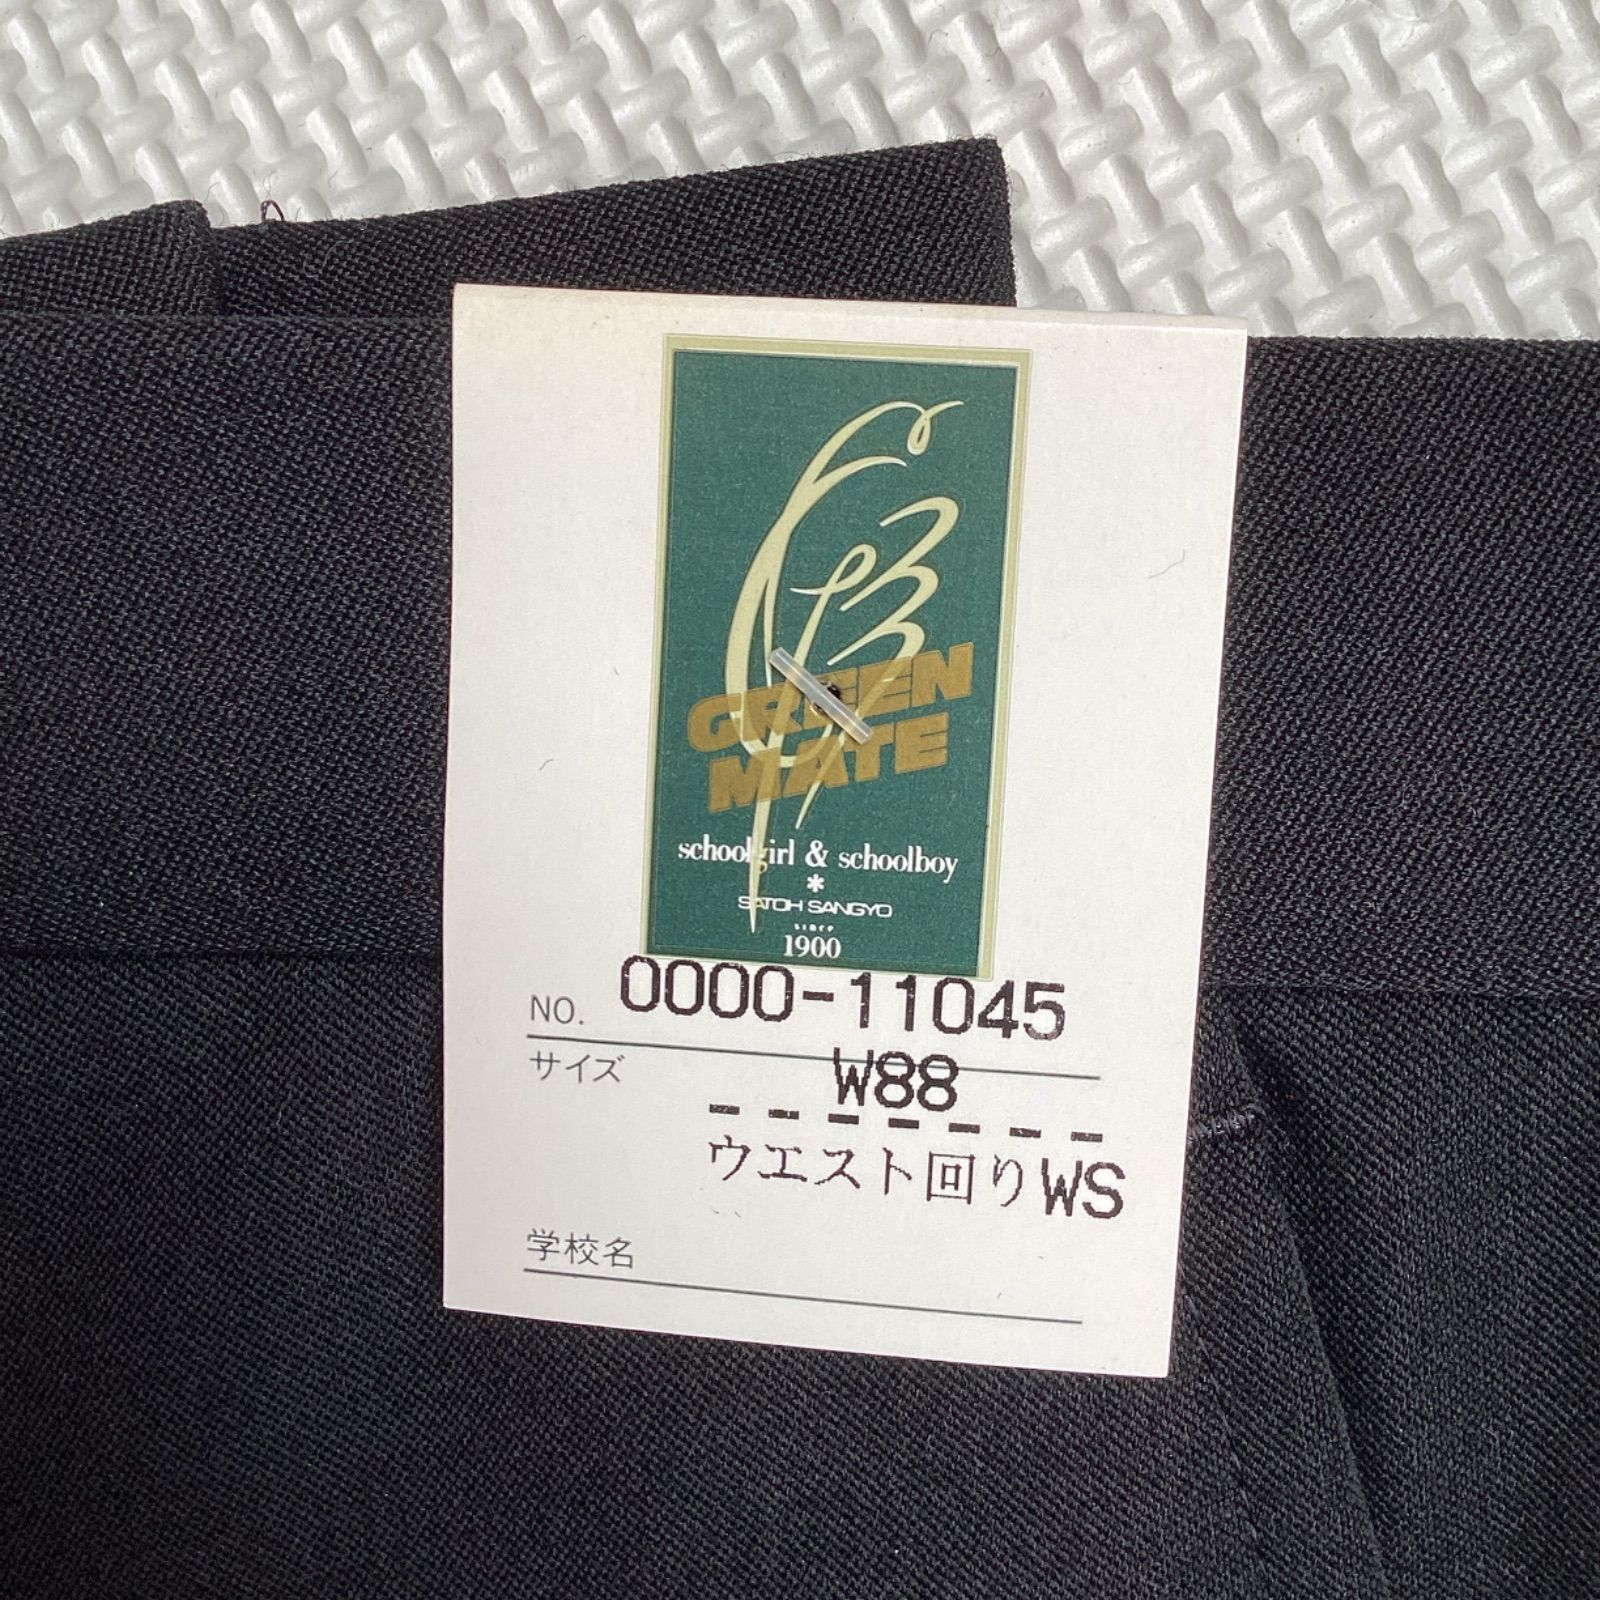 GREEN
MATE
schoolgirl & schoolboy
*
SATOH SANGYO
since
1900
NO. 0000-11045
サイズ W88
-------
ウエスト回りWS
学校名